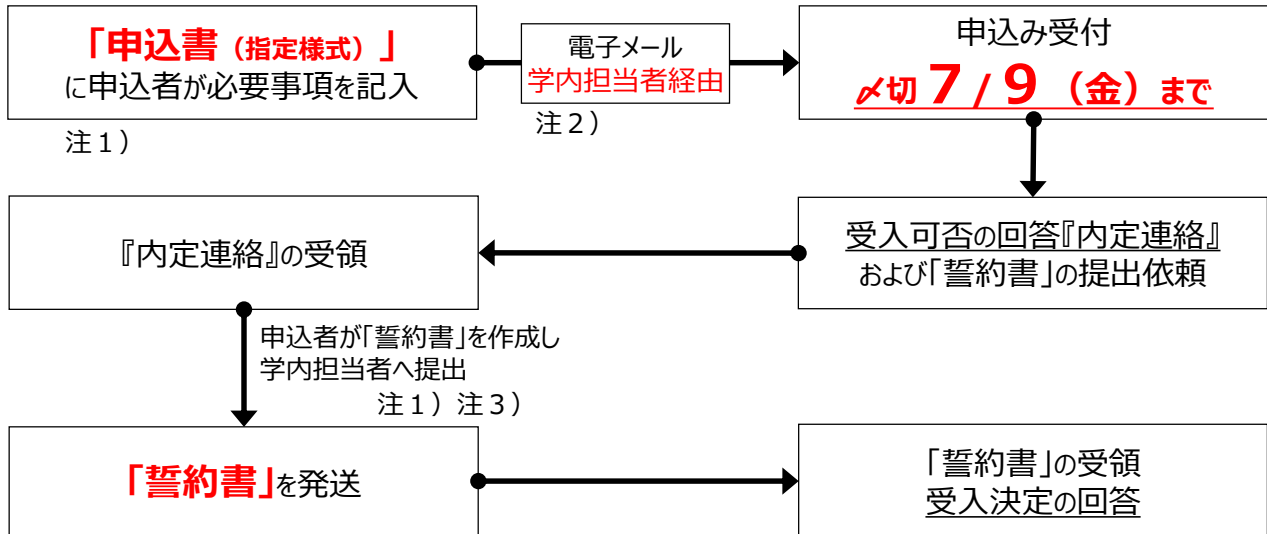 「申込書（指定様式）」
に申込者が必要事項を記入
注１）
電子メール
学内担当者経由
注２）
申込み受付
〆切 7 / 9 （金）まで
受入可否の回答『内定連絡』
および「誓約書」の提出依頼
『内定連絡』の受領
申込者が「誓約書」を作成し
学内担当者へ提出
注１）注３）
「誓約書」を発送
「誓約書」の受領
受入決定の回答